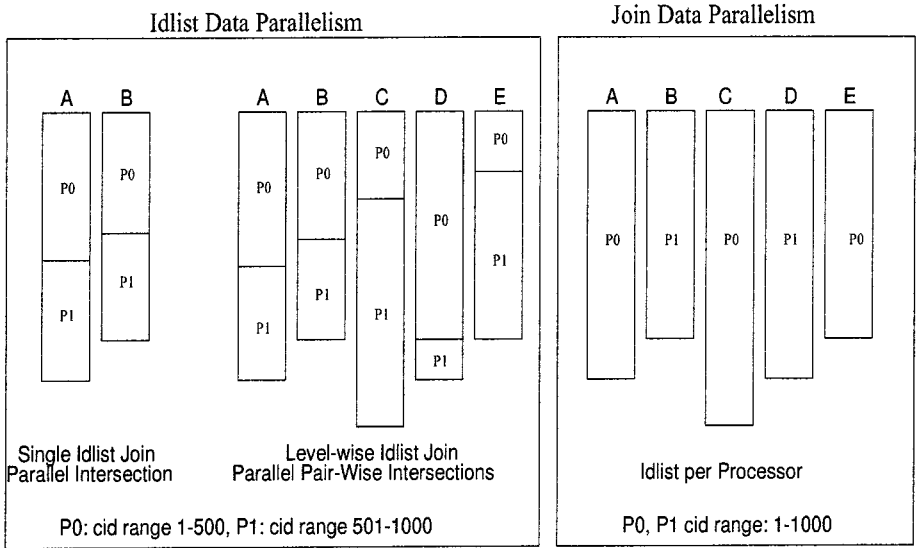 Idlist Data Parallelism
A B
P0 P0
P1 P1
Single Idlist Join
Parallel Intersection
A B C D E
P0 P0 P0 P0 P0
P1 P1 P1 P1 P1
Level-wise Idlist Join
Parallel Pair-Wise Intersections
P0: cid range 1-500, P1: cid range 501-1000
Join Data Parallelism
A B C D E
P0 P1 P0 P1 P0
Idlist per Processor
P0, P1 cid range: 1-1000